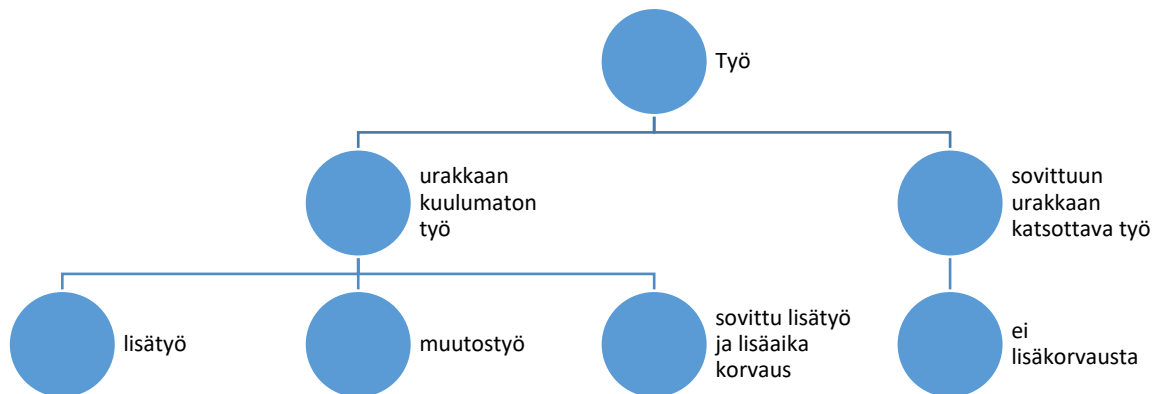 Työ
urakkaan
kuulumaton
työ
sovittuun
urakkaan
katsottava työ
lisätyö
muutostyö
sovittu lisätyö
ja lisäaika
korvaus
ei
lisäkorvausta